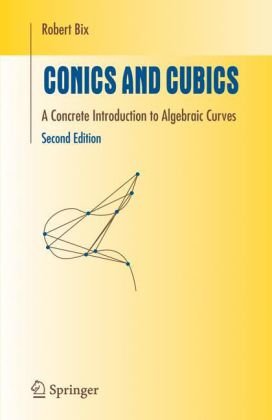 Robert Bix
CONICS AND CUBICS
A Concrete Introduction to Algebraic Curves
Second Edition
Springer